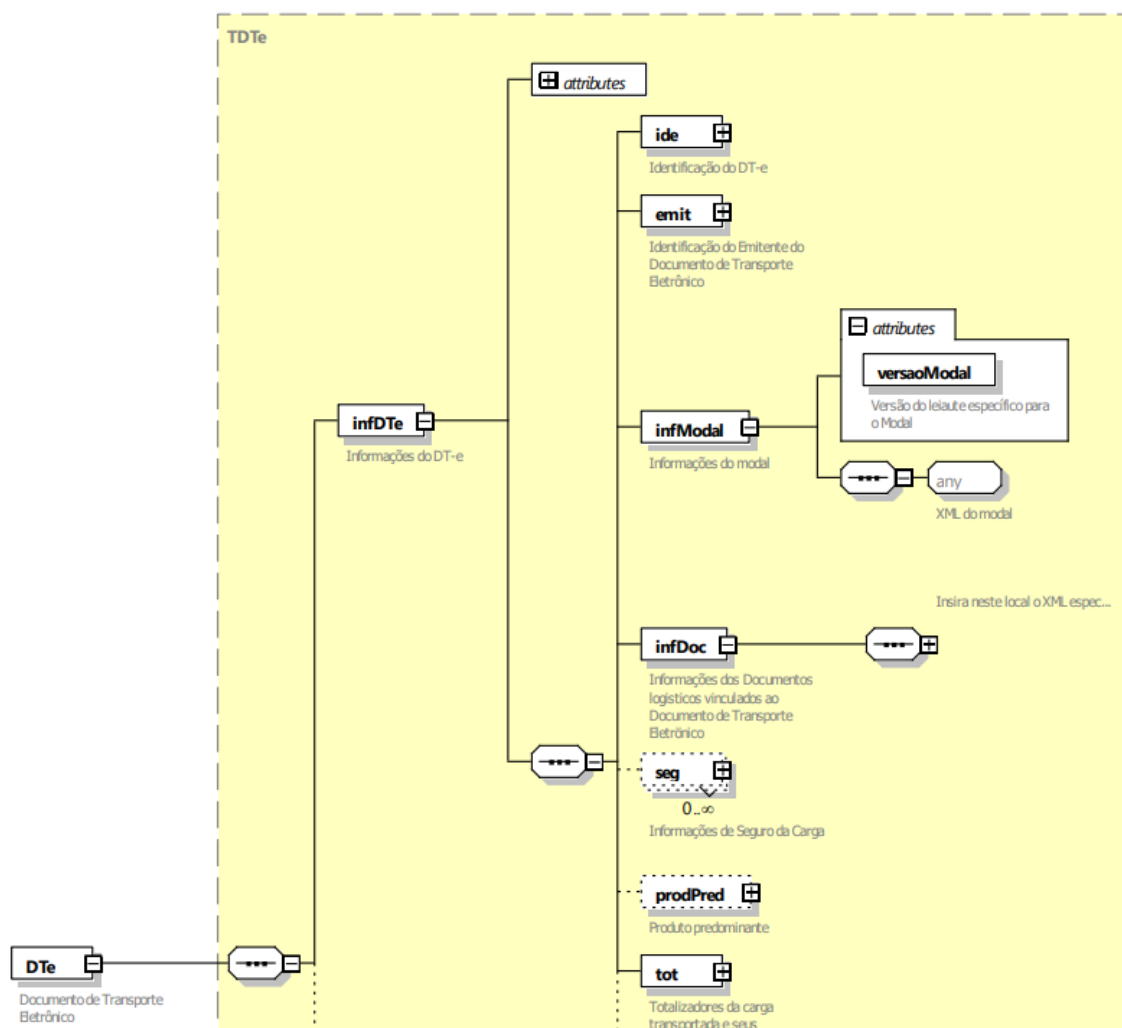 TDTe
attributes
ide
Identificação do DT-e
emit
Identificação do Emitente do
Documento de Transporte
Eletrônico
attributes
versaoModal
Versão do leiaute específico para
o Modal
infDTe
Informações do DT-e
infModal
Informações do modal
any
XML do modal
Insira neste local o XML espec...
infDoc
Informações dos Documentos
logísticos vinculados ao
Documento de Transporte
Eletrônico
seg
0..∞
Informações de Seguro da Carga
prodPred
Produto predominante
DTe
Documento de Transporte
Eletrônico
tot
Totalizadores da carga
transportada e seus